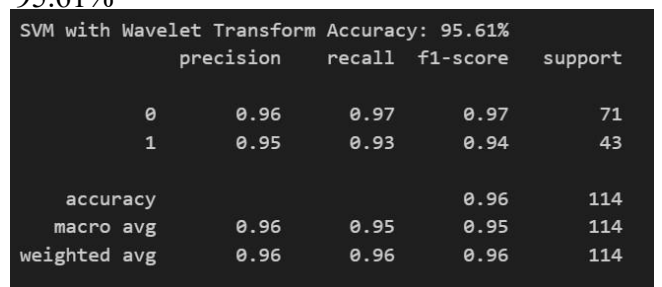 95.61%
SVM with Wavelet Transform Accuracy: 95.61%
precision recall f1-score support
0 0.96 0.97 0.97 71
1 0.95 0.93 0.94 43
accuracy 0.96 114
macro avg 0.96 0.95 0.95 114
weighted avg 0.96 0.96 0.96 114